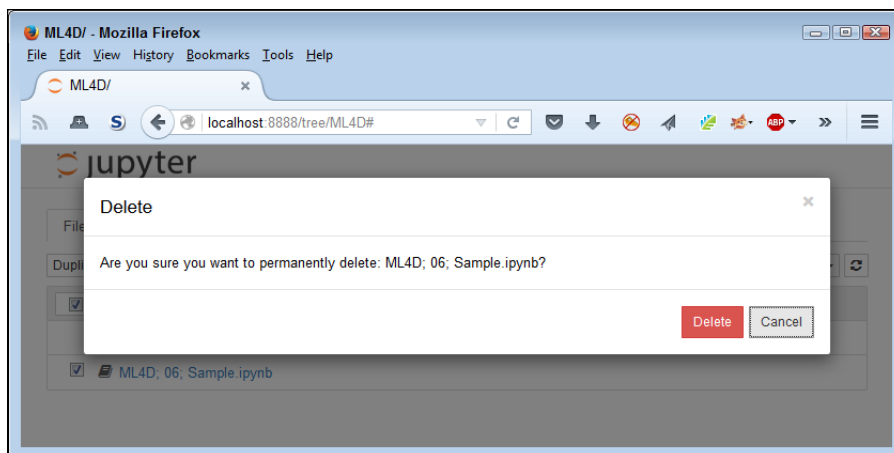 ML4D/ - Mozilla Firefox
File Edit View History Bookmarks Tools Help
ML4D/
S) localhost:8888/tree/ML4D# ABP
jupyter
Delete
File
Are you sure you want to permanently delete: ML4D; 06; Sample.ipynb?
Dupli
Delete Cancel
ML4D; 06; Sample.ipynb